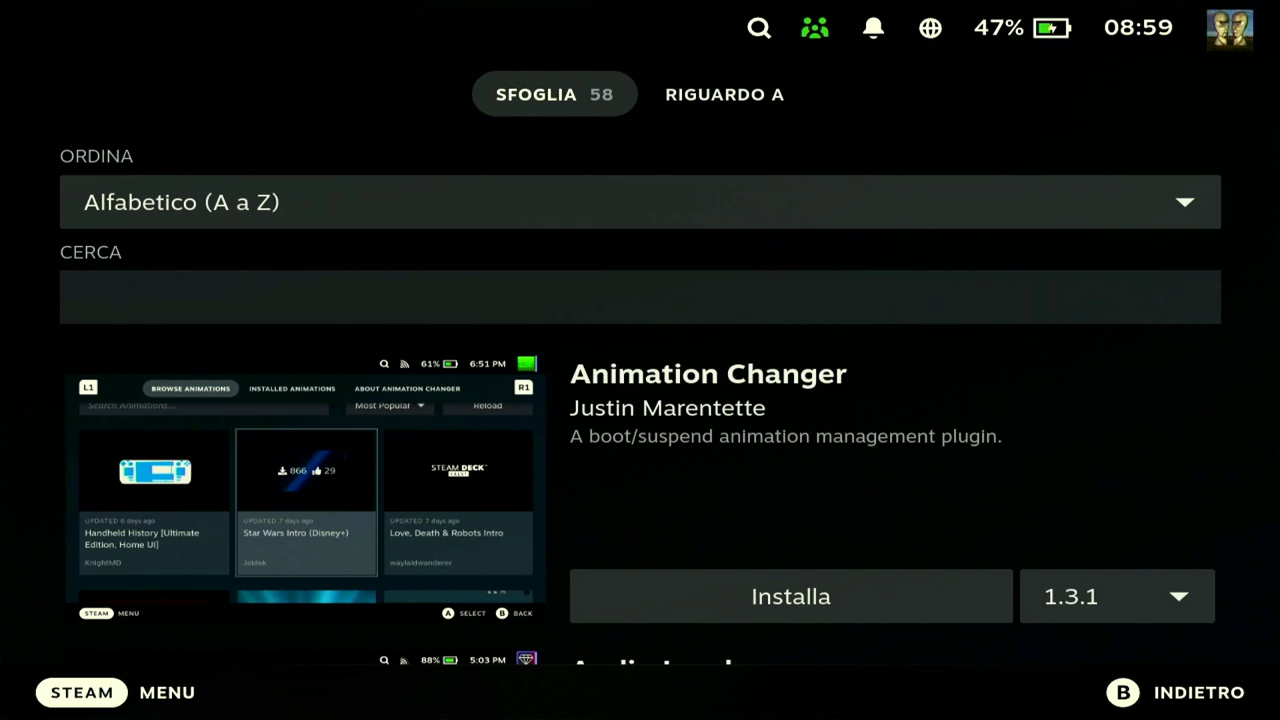 47% 08:59
SFOGLIA 58 RIGUARDO A
ORDINA
Alfabetico (A a Z)
CERCA
61% 6:51 PM
L1 BROWSE ANIMATIONS INSTALLED ANIMATIONS ABOUT ANIMATION CHANGER R1
Search Animations... Most Popular Reload
866 29
STEAM DECK
VALVE
UPDATED 6 days ago
Handheld History [Ultimate
Edition, Home UI]
KnightMD
UPDATED 7 days ago
Star Wars Intro (Disney+)
Jaldek
UPDATED 7 days ago
Love, Death & Robots Intro
waylaidwanderer
STEAM MENU A SELECT B BACK
Animation Changer
Justin Marentette
A boot/suspend animation management plugin.
Installa 1.3.1
88% 5:03 PM
STEAM MENU B INDIETRO